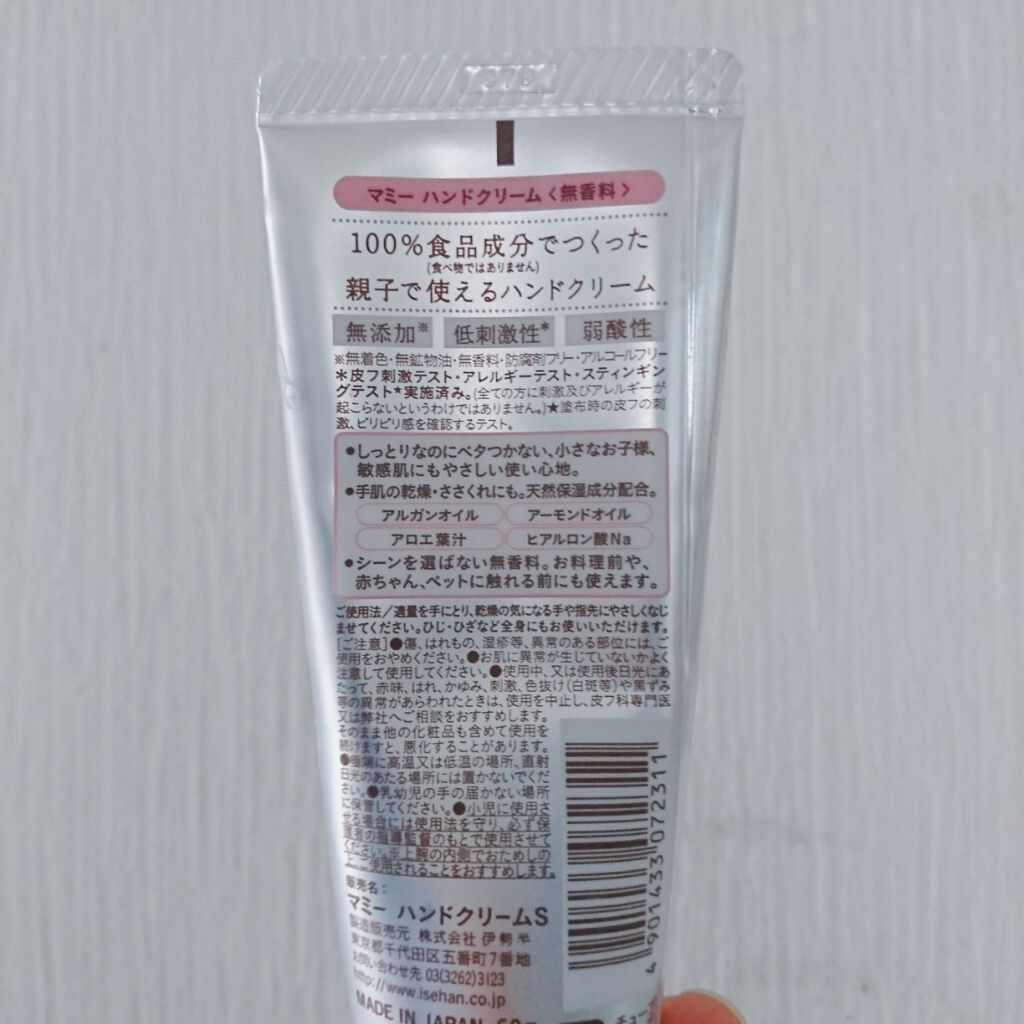 マミー ハンドクリーム〈無香料〉
100%食品成分でつくった
(食べ物ではありません)
親子で使えるハンドクリーム
無添加※ 低刺激性* 弱酸性
※無着色・無鉱物油・無香料・防腐剤フリー・アルコールフリー
*皮フ刺激テスト・アレルギーテスト・スティンギン
グテスト★実施済み。(全ての方に刺激及びアレルギーが
起こらないというわけではありません。)★塗布時の皮フの刺
激、ピリピリ感を確認するテスト。
●しっとりなのにベタつかない、小さなお子様、
敏感肌にもやさしい使い心地。
●手肌の乾燥・ささくれにも。天然保湿成分配合。
アルガンオイル アーモンドオイル
アロエ葉汁 ヒアルロン酸Na
●シーンを選ばない無香料。お料理前や、
赤ちゃん、ペットに触れる前にも使えます。
ご使用法/適量を手にとり、乾燥の気になる手や指先にやさしくなじ
ませてください。ひじ・ひざなど全身にもお使いいただけます。
[ご注意]●傷、はれもの、湿疹等、異常のある部位には、ご
使用をおやめください。●お肌に異常が生じていないかよく
注意して使用してください。●使用中、又は使用後日光にあ
たって、赤味、はれ、かゆみ、刺激、色抜け(白斑等)や黒ずみ
等の異常があらわれたときは、使用を中止し、皮フ科専門医
又は弊社へご相談をおすすめします。
そのまま他の化粧品も含めて使用を
続けますと、悪化することがあります。
●極端に高温又は低温の場所、直射
日光のあたる場所には置かないでくだ
さい。●乳幼児の手の届かない場所
に保管してください。●小児に使用さ
せる場合には使用法を守り、必ず保
護者の指導監督のもとで使用させて
ください。※上腕の内側でおためしの
上ご使用されることをおすすめします。
販売名:
マミー ハンドクリームS
製造販売元 株式会社 伊勢半
東京都千代田区五番町7番地
お問い合わせ先 03(3262)3123
http://www.isehan.co.jp
MADE IN JAPAN
4 901433 072311